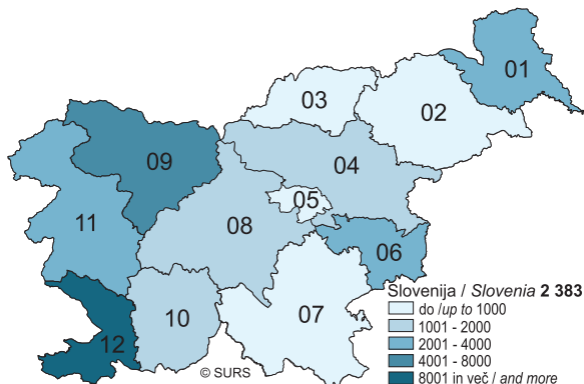 01
02
03
04
05
09
08
11
06
07
10
12
Slovenija / Slovenia 2 383
do /up to 1000
1001 - 2000
2001 - 4000
4001 - 8000
8001 in več / and more
© SURS